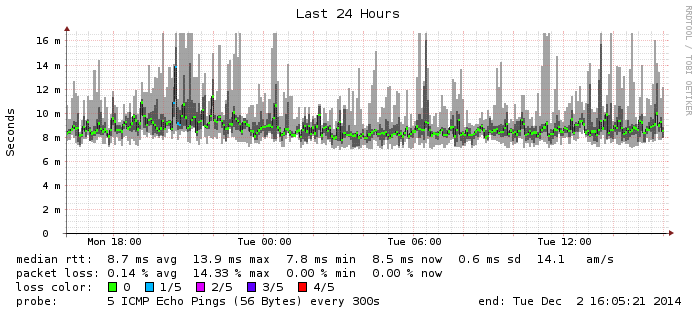 Last 24 Hours
RRDTOOL / TOBI OETIKER
Seconds
16 m
14 m
12 m
10 m
8 m
6 m
4 m
2 m
0
Mon 18:00 Tue 00:00 Tue 06:00 Tue 12:00
median rtt: 8.7 ms avg 13.9 ms max 7.8 ms min 8.5 ms now 0.6 ms sd 14.1 am/s
packet loss: 0.14 % avg 14.33 % max 0.00 % min 0.00 % now
loss color: 0 1/5 2/5 3/5 4/5
probe: 5 ICMP Echo Pings (56 Bytes) every 300s end: Tue Dec 2 16:05:21 2014